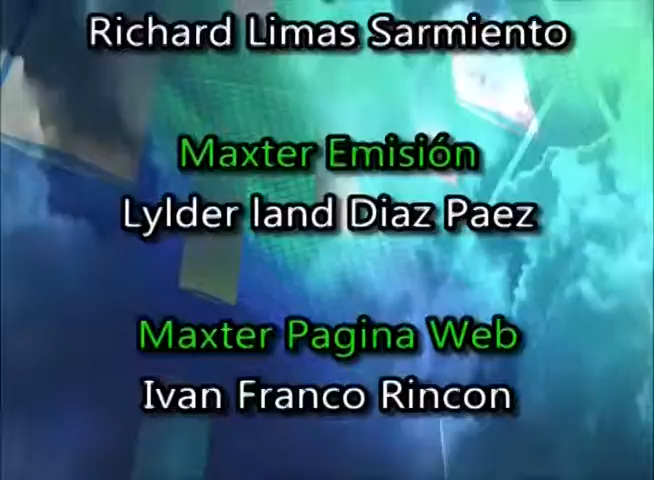 Richard Limas Sarmiento
Maxter Emisión
Lylder land Diaz Paez
Maxter Pagina Web
Ivan Franco Rincon